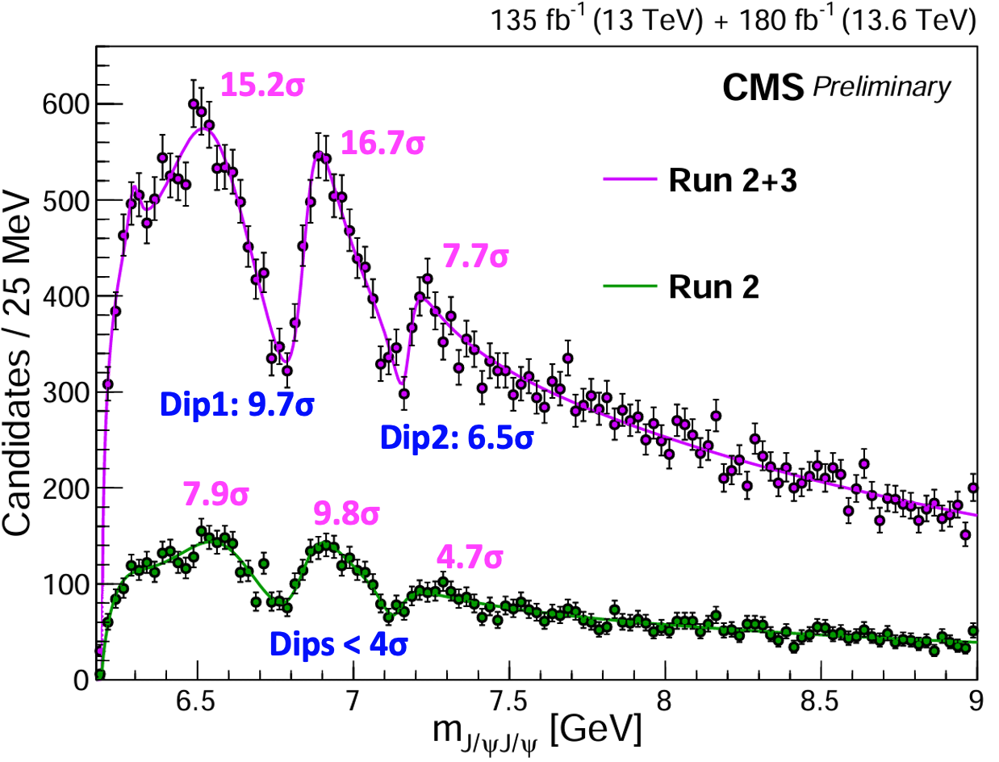 135 fb⁻¹ (13 TeV) + 180 fb⁻¹ (13.6 TeV)
CMS Preliminary
15.2σ
16.7σ
7.7σ
Run 2+3
Run 2
Dip1: 9.7σ
Dip2: 6.5σ
7.9σ
9.8σ
4.7σ
Dips < 4σ
Candidates / 25 MeV
600
500
400
300
200
100
0
6.5
7
7.5
8
8.5
9
m_J/ψJ/ψ [GeV]